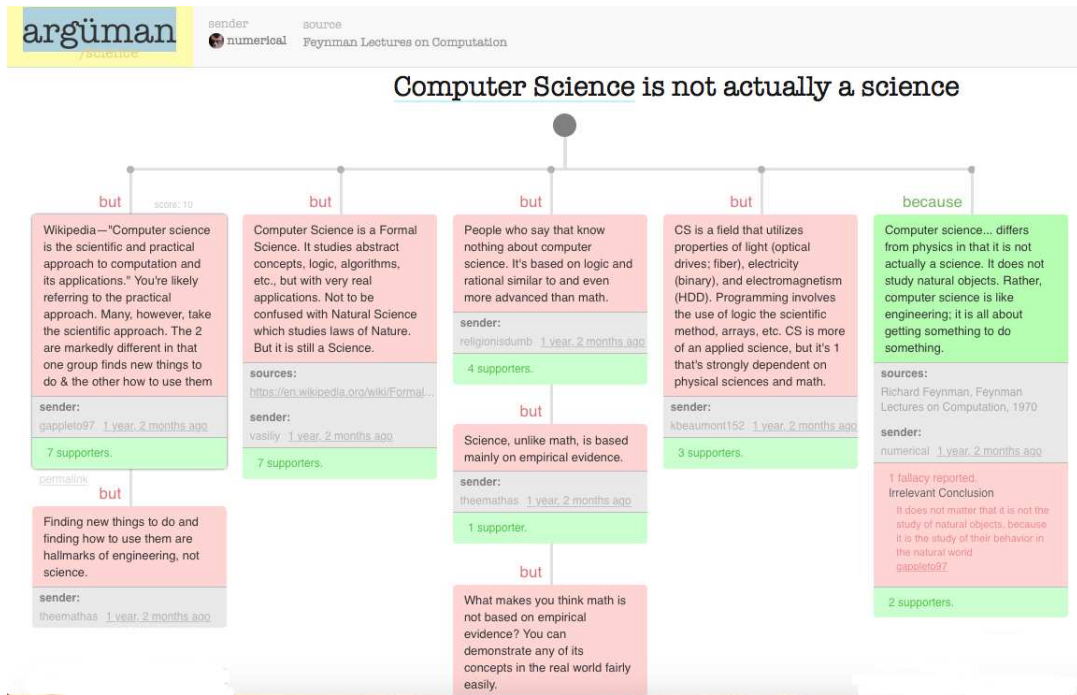 argüman
/science
sender
numerical
source
Feynman Lectures on Computation
Computer Science is not actually a science
but
score: 10
Wikipedia—"Computer science
is the scientific and practical
approach to computation and
its applications." You're likely
referring to the practical
approach. Many, however, take
the scientific approach. The 2
are markedly different in that
one group finds new things to
do & the other how to use them
sender:
gappleto97 1 year, 2 months ago
7 supporters.
permalink
but
Finding new things to do and
finding how to use them are
hallmarks of engineering, not
science.
sender:
theemathas 1 year, 2 months ago
but
Computer Science is a Formal
Science. It studies abstract
concepts, logic, algorithms,
etc., but with very real
applications. Not to be
confused with Natural Science
which studies laws of Nature.
But it is still a Science.
sources:
https://en.wikipedia.org/wiki/Formal...
sender:
vasiliy 1 year, 2 months ago
7 supporters.
but
People who say that know
nothing about computer
science. It's based on logic and
rational similar to and even
more advanced than math.
sender:
religionisdumb 1 year, 2 months ago
4 supporters.
but
Science, unlike math, is based
mainly on empirical evidence.
sender:
theemathas 1 year, 2 months ago
1 supporter.
but
What makes you think math is
not based on empirical
evidence? You can
demonstrate any of its
concepts in the real world fairly
easily.
but
CS is a field that utilizes
properties of light (optical
drives; fiber), electricity
(binary), and electromagnetism
(HDD). Programming involves
the use of logic the scientific
method, arrays, etc. CS is more
of an applied science, but it's 1
that's strongly dependent on
physical sciences and math.
sender:
kbeaumont152 1 year, 2 months ago
3 supporters.
because
Computer science... differs
from physics in that it is not
actually a science. It does not
study natural objects. Rather,
computer science is like
engineering; it is all about
getting something to do
something.
sources:
Richard Feynman, Feynman
Lectures on Computation, 1970
sender:
numerical 1 year, 2 months ago
1 fallacy reported.
Irrelevant Conclusion
It does not matter that it is not the
study of natural objects, because
it is the study of their behavior in
the natural world
gappleto97
2 supporters.